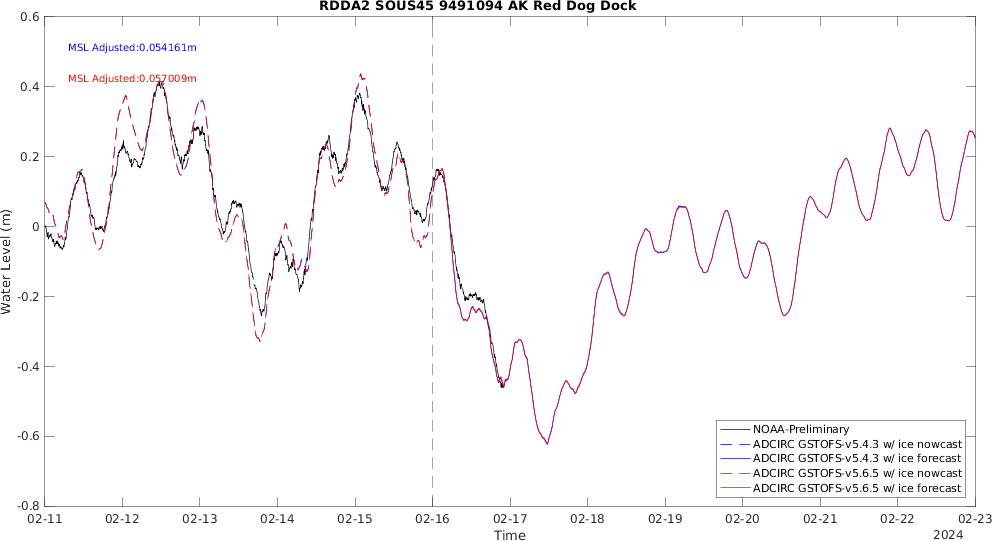 RDDA2 SOUS45 9491094 AK Red Dog Dock
MSL Adjusted:0.054161m
MSL Adjusted:0.057009m
0.6
0.4
0.2
0
-0.2
-0.4
-0.6
-0.8
Water Level (m)
NOAA-Preliminary
ADCIRC GSTOFS-v5.4.3 w/ ice nowcast
ADCIRC GSTOFS-v5.4.3 w/ ice forecast
ADCIRC GSTOFS-v5.6.5 w/ ice nowcast
ADCIRC GSTOFS-v5.6.5 w/ ice forecast
02-11 02-12 02-13 02-14 02-15 02-16 02-17 02-18 02-19 02-20 02-21 02-22 02-23
Time
2024